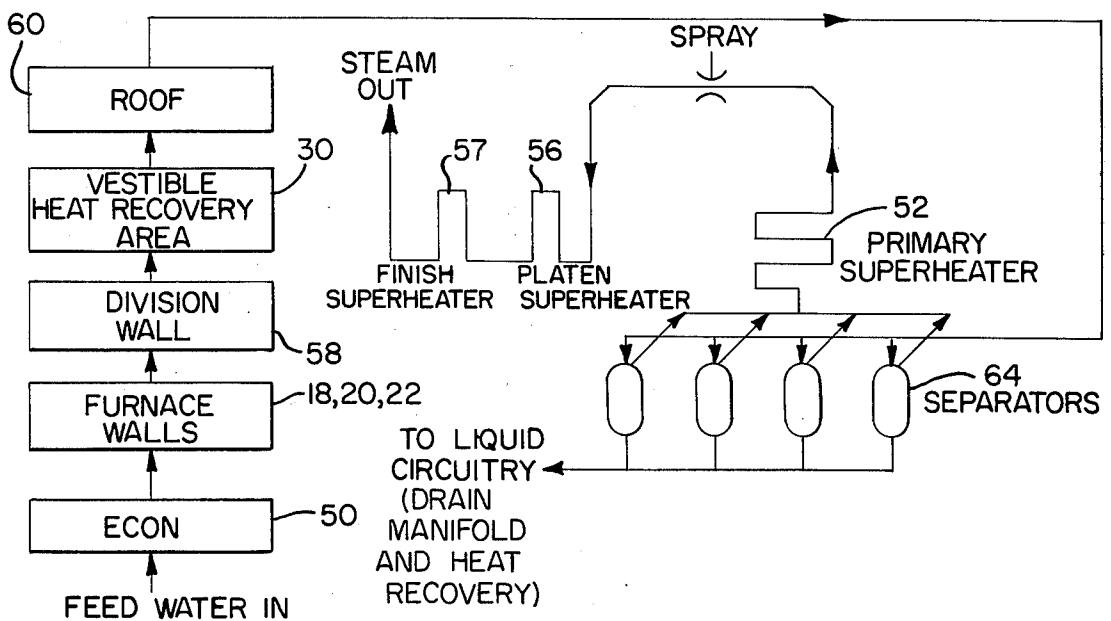 60
ROOF
30
VESTIBLE
HEAT RECOVERY
AREA
DIVISION
WALL
58
FURNACE
WALLS
18,20,22
ECON
50
FEED WATER IN
STEAM
OUT
57
56
FINISH
SUPERHEATER
PLATEN
SUPERHEATER
SPRAY
52
PRIMARY
SUPERHEATER
64
SEPARATORS
TO LIQUID
CIRCUITRY
(DRAIN
MANIFOLD
AND HEAT
RECOVERY)